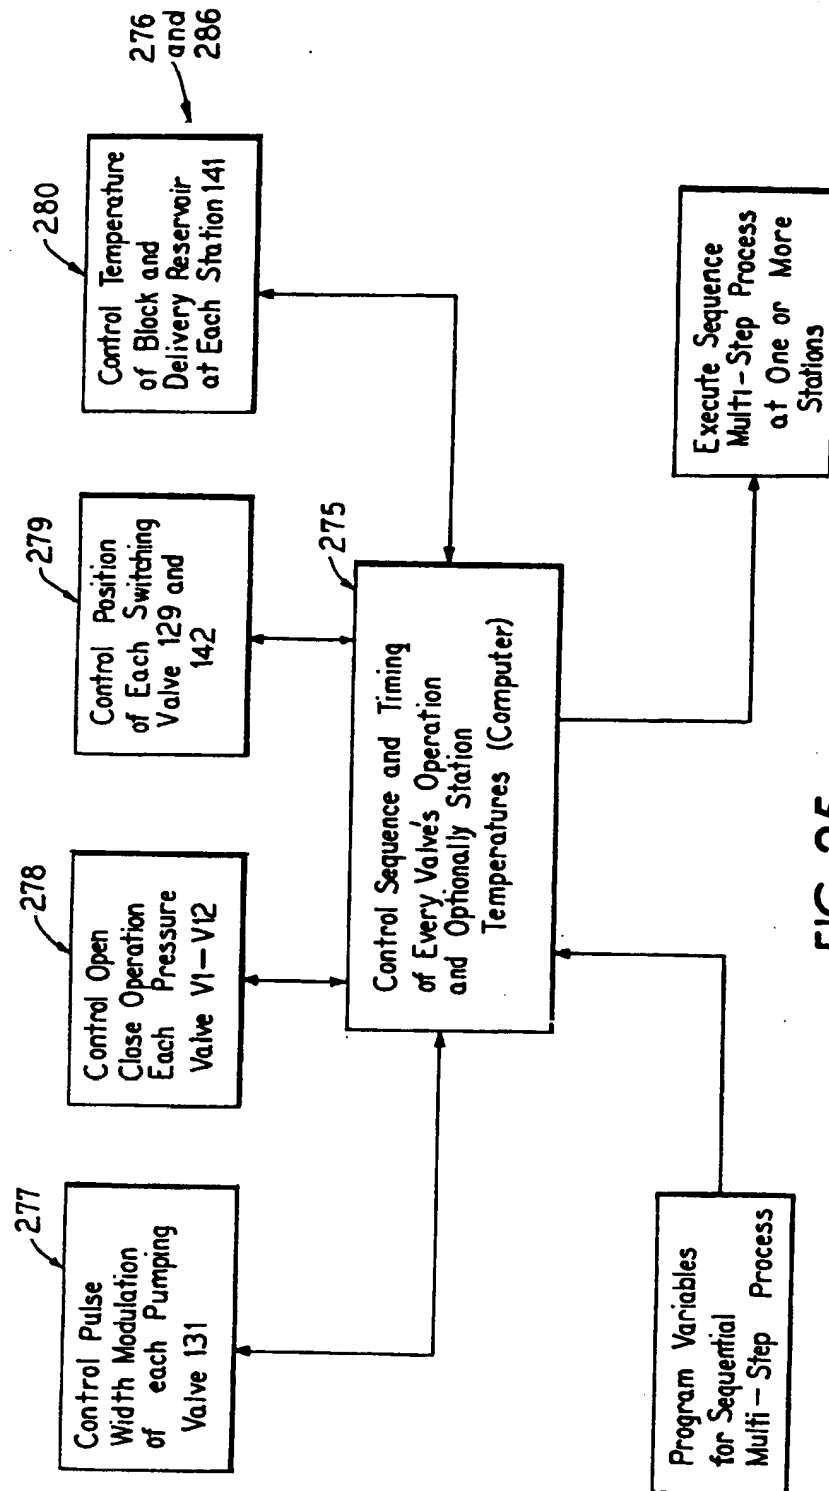 277
Control Pulse
Width Modulation
of each Pumping
Valve 131
278
Control Open
Close Operation
Each Pressure
Valve V1-V12
279
Control Position
of Each Switching
Valve 129 and
142
280
Control Temperature
of Block and
Delivery Reservoir
at Each Station 141
276
and
286
275
Control Sequence and Timing
of Every Valve's Operation
and Optionally Station
Temperatures (Computer)
Program Variables
for Sequential
Multi-Step Process
Execute Sequence
Multi-Step Process
at One or More
Stations